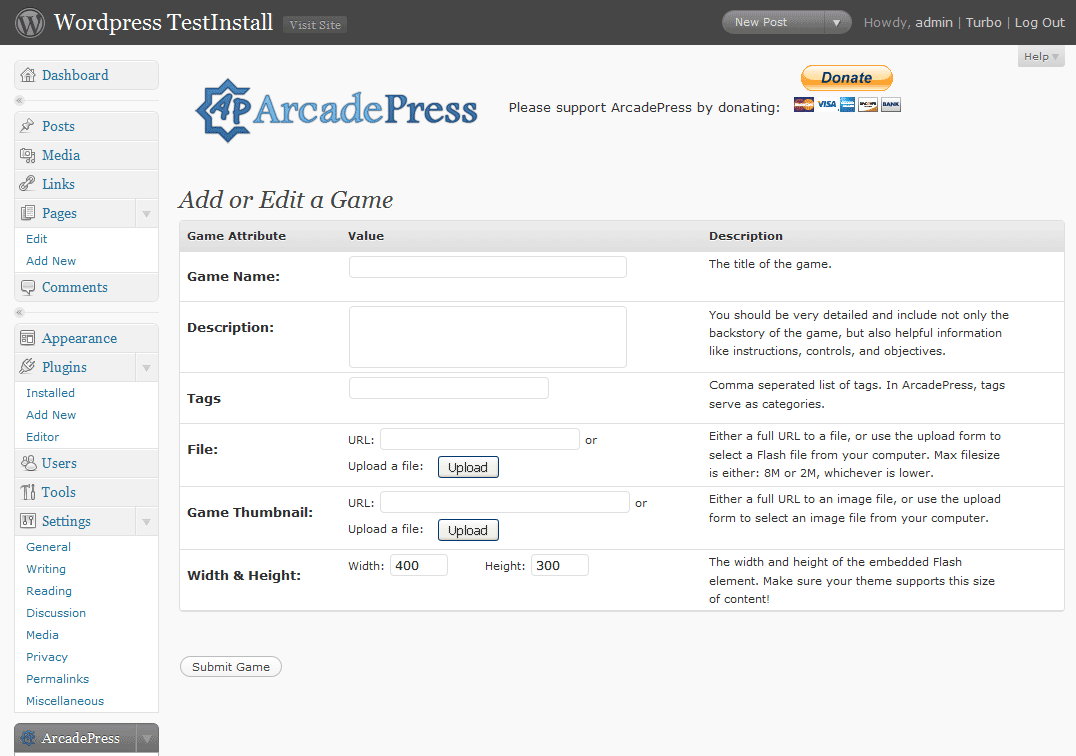 Wordpress TestInstall Visit Site New Post Howdy, admin | Turbo | Log Out
Help
Dashboard
Posts
Media
Links
Pages
Edit
Add New
Comments
Appearance
Plugins
Installed
Add New
Editor
Users
Tools
Settings
General
Writing
Reading
Discussion
Media
Privacy
Permalinks
Miscellaneous
ArcadePress
AP ArcadePress
Please support ArcadePress by donating:
Donate
VISA
BANK
Add or Edit a Game
Game Attribute Value Description
Game Name: The title of the game.
Description:
You should be very detailed and include not only the
backstory of the game, but also helpful information
like instructions, controls, and objectives.
Tags
Comma seperated list of tags. In ArcadePress, tags
serve as categories.
File:
URL: or
Upload a file: Upload
Either a full URL to a file, or use the upload form to
select a Flash file from your computer. Max filesize
is either: 8M or 2M, whichever is lower.
Game Thumbnail:
URL: or
Upload a file: Upload
Either a full URL to an image file, or use the upload
form to select an image file from your computer.
Width & Height:
Width: 400 Height: 300
The width and height of the embedded Flash
element. Make sure your theme supports this size
of content!
Submit Game